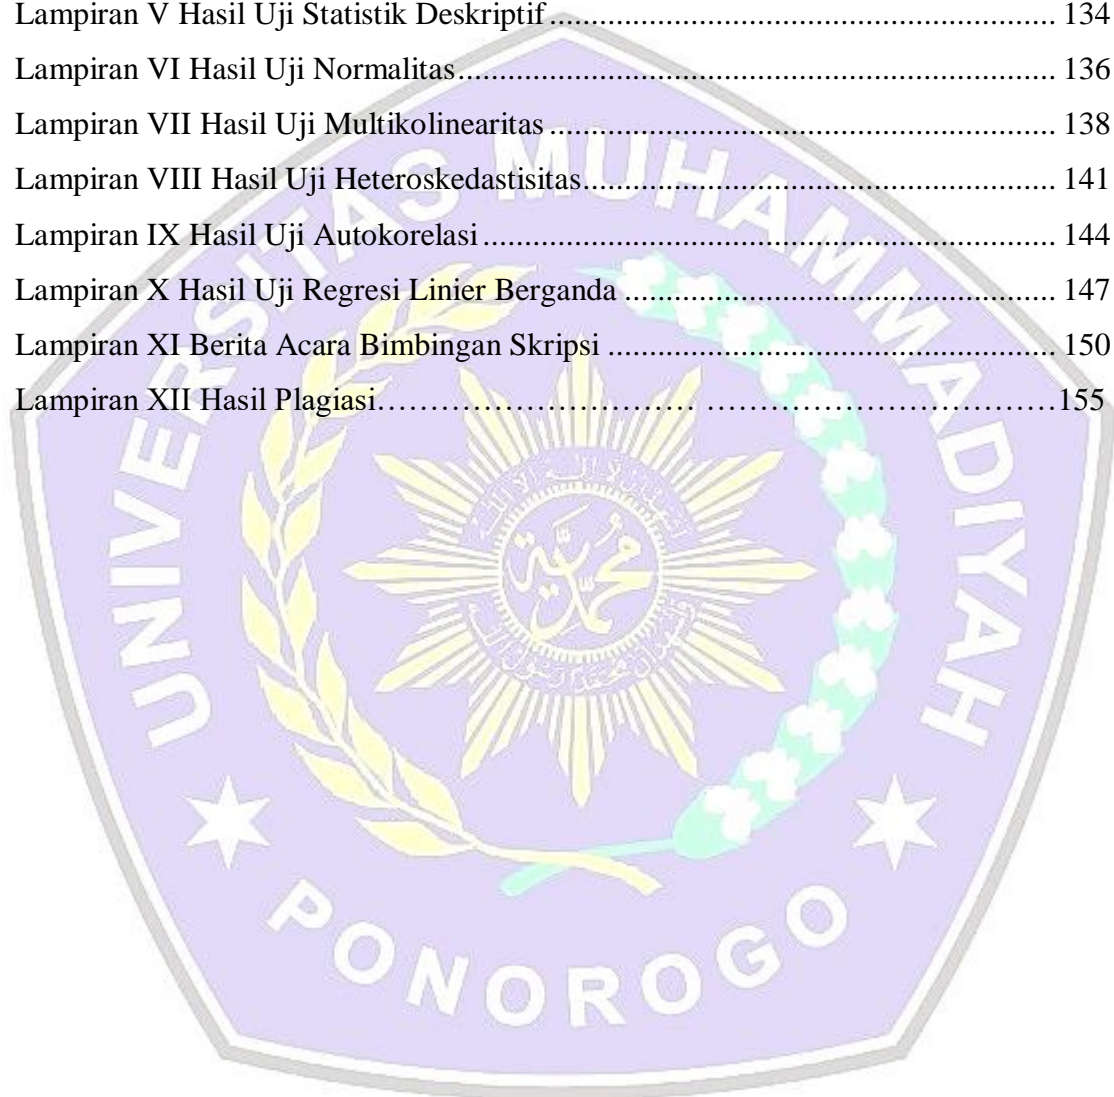 Lampiran V Hasil Uji Statistik Deskriptif ........................................................... 134
Lampiran VI Hasil Uji Normalitas...................................................................... 136
Lampiran VII Hasil Uji Multikolinearitas ........................................................... 138
Lampiran VIII Hasil Uji Heteroskedastisitas....................................................... 141
Lampiran IX Hasil Uji Autokorelasi ................................................................... 144
Lampiran X Hasil Uji Regresi Linier Berganda .................................................. 147
Lampiran XI Berita Acara Bimbingan Skripsi .................................................... 150
Lampiran XII Hasil Plagiasi………………………… ……………………………155
UNIVERSITAS MUHAMMADIYAH
PONOROGO
محمدية